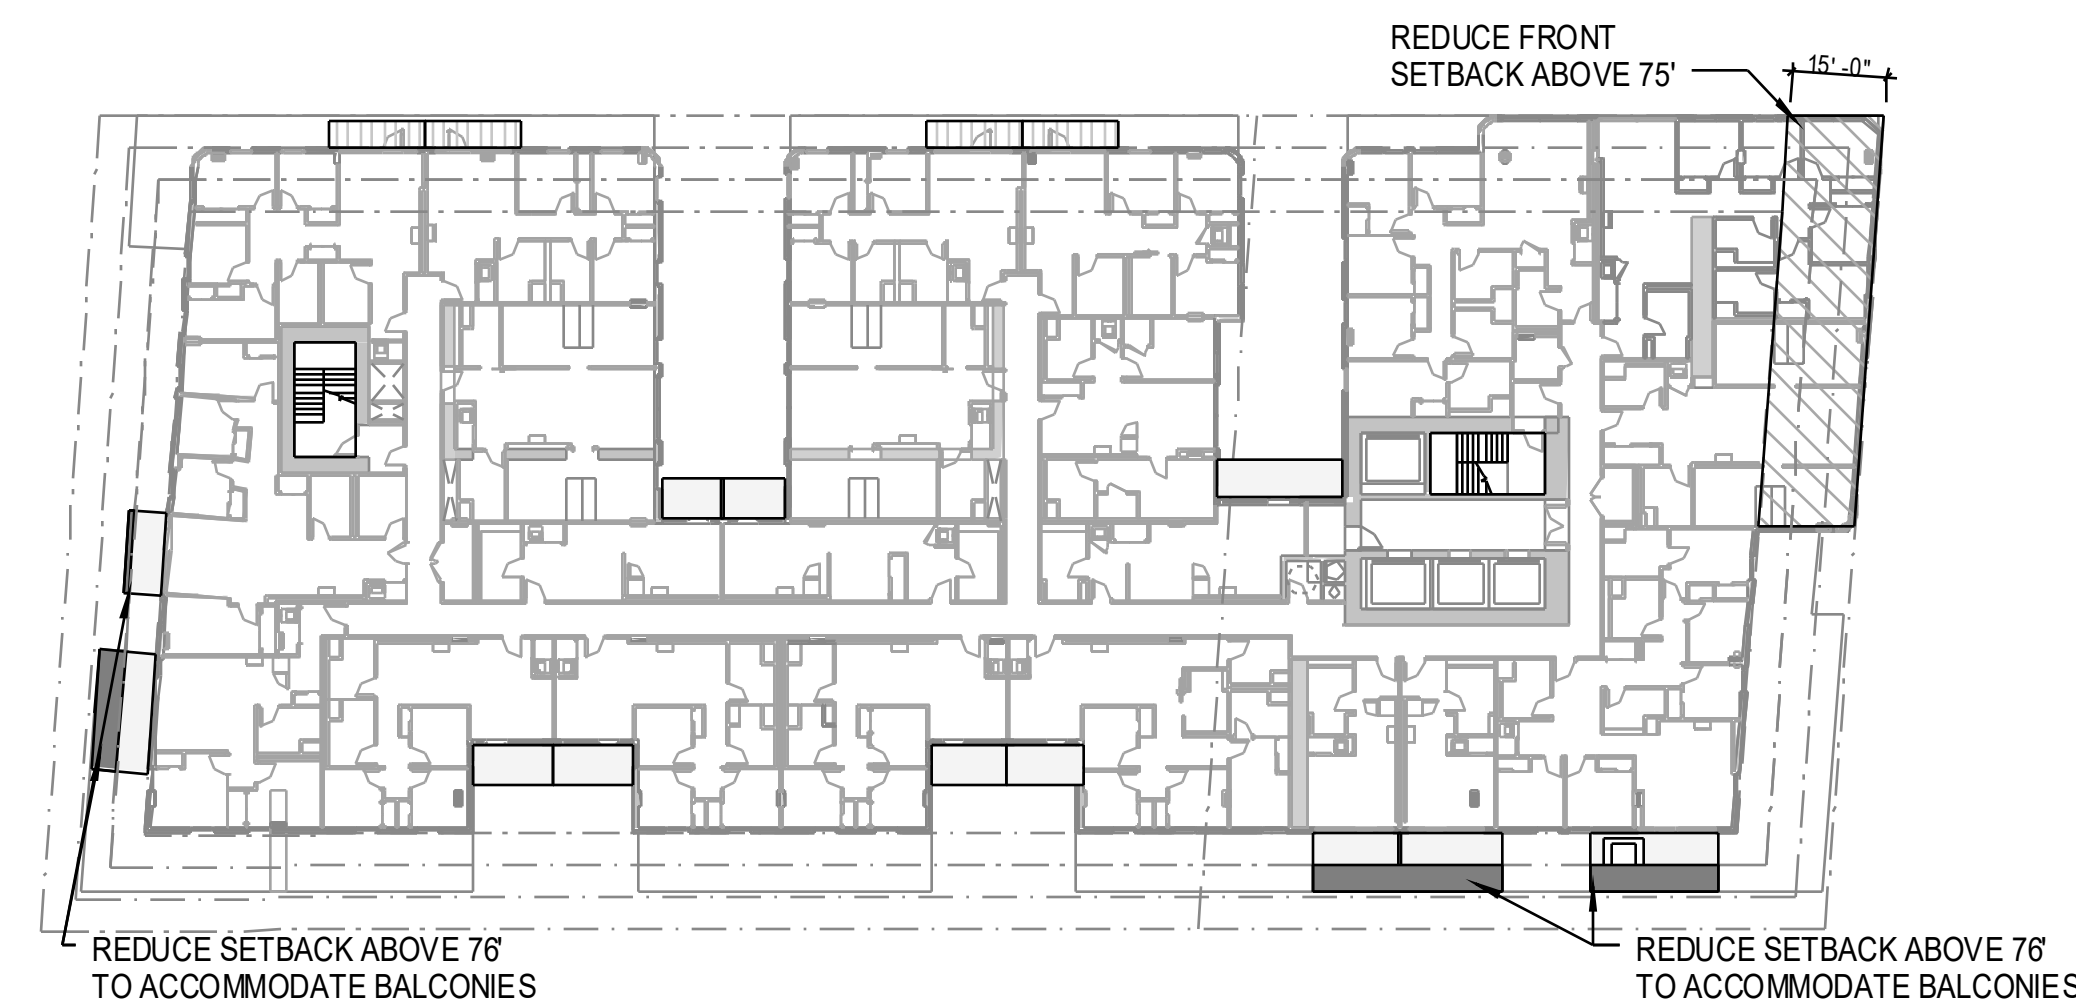 REDUCE FRONT
SETBACK ABOVE 75'
15' -0"
REDUCE SETBACK ABOVE 76'
TO ACCOMMODATE BALCONIES
REDUCE SETBACK ABOVE 76'
TO ACCOMMODATE BALCONIES